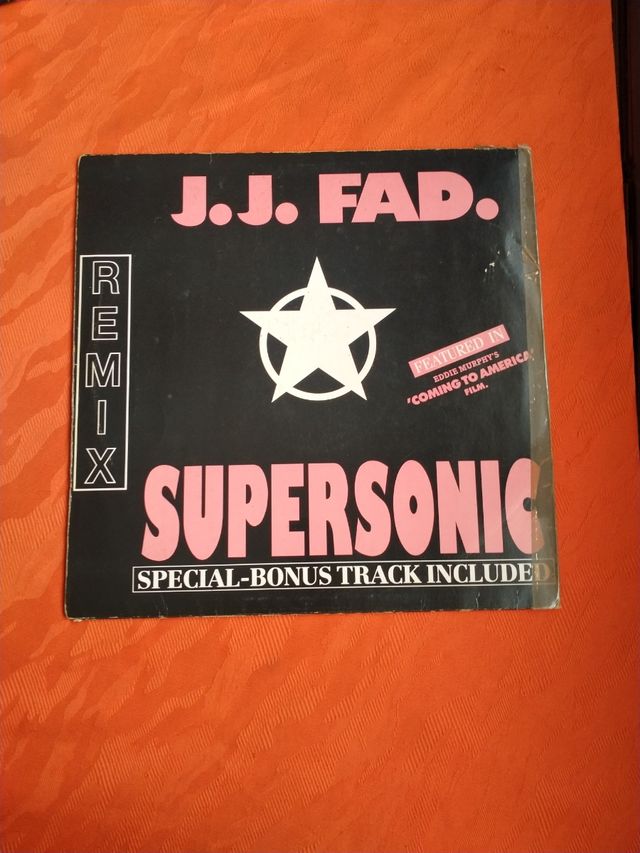 J.J. FAD.
REMIX
FEATURED IN
EDDIE MURPHY'S
'COMING TO AMERICA'
FILM.
SUPERSONIC
SPECIAL-BONUS TRACK INCLUDED